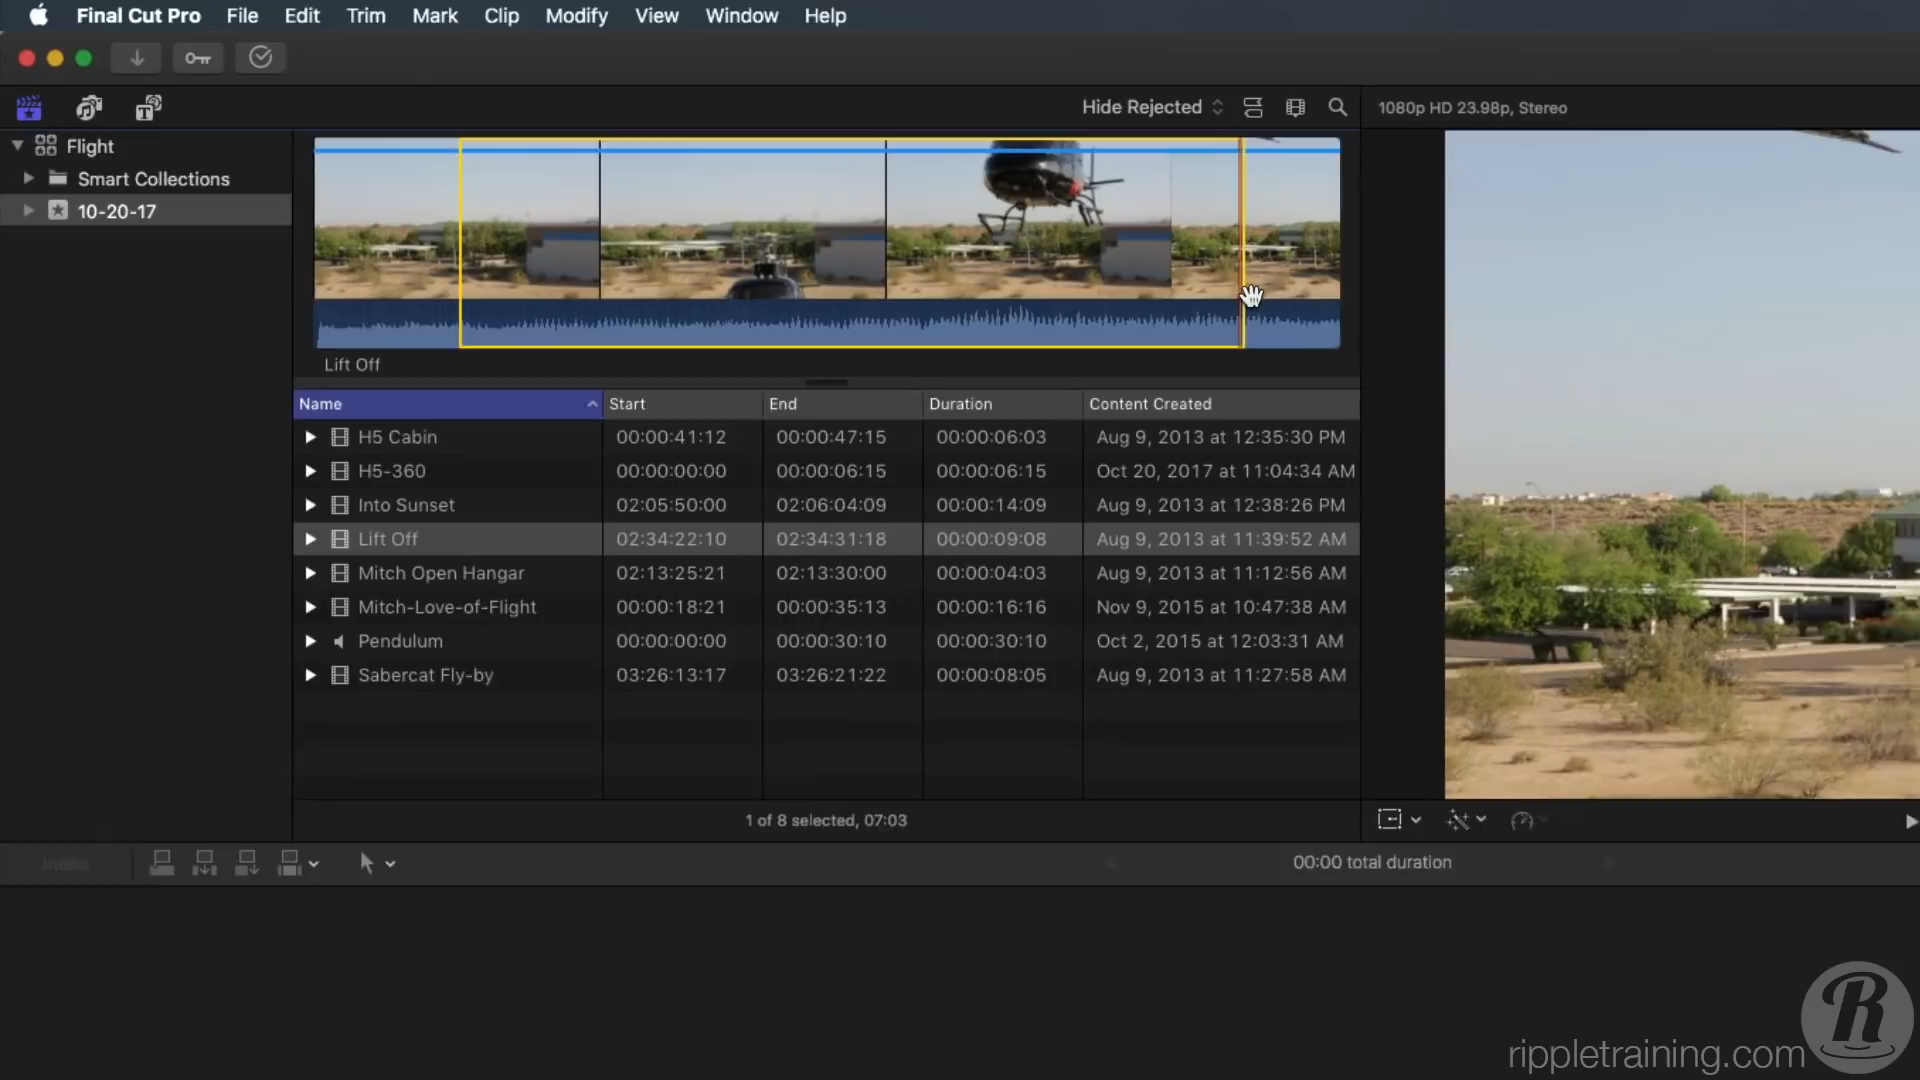 Final Cut Pro File Edit Trim Mark Clip Modify View Window Help
Hide Rejected
1080p HD 23.98p, Stereo
Flight
Smart Collections
10-20-17
Lift Off
Name Start End Duration Content Created
H5 Cabin 00:00:41:12 00:00:47:15 00:00:06:03 Aug 9, 2013 at 12:35:30 PM
H5-360 00:00:00:00 00:00:06:15 00:00:06:15 Oct 20, 2017 at 11:04:34 AM
Into Sunset 02:05:50:00 02:06:04:09 00:00:14:09 Aug 9, 2013 at 12:38:26 PM
Lift Off 02:34:22:10 02:34:31:18 00:00:09:08 Aug 9, 2013 at 11:39:52 AM
Mitch Open Hangar 02:13:25:21 02:13:30:00 00:00:04:03 Aug 9, 2013 at 11:12:56 AM
Mitch-Love-of-Flight 00:00:18:21 00:00:35:13 00:00:16:16 Nov 9, 2015 at 10:47:38 AM
Pendulum 00:00:00:00 00:00:30:10 00:00:30:10 Oct 2, 2015 at 12:03:31 AM
Sabercat Fly-by 03:26:13:17 03:26:21:22 00:00:08:05 Aug 9, 2013 at 11:27:58 AM
1 of 8 selected, 07:03
Index
00:00 total duration
R
rippletraining.com